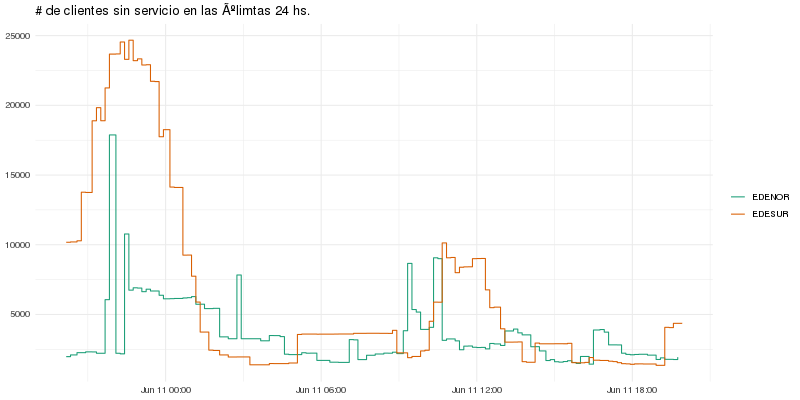 # de clientes sin servicio en las Ãºlimtas 24 hs.
25000
20000
15000
10000
5000
Jun 11 00:00 Jun 11 06:00 Jun 11 12:00 Jun 11 18:00
EDENOR
EDESUR